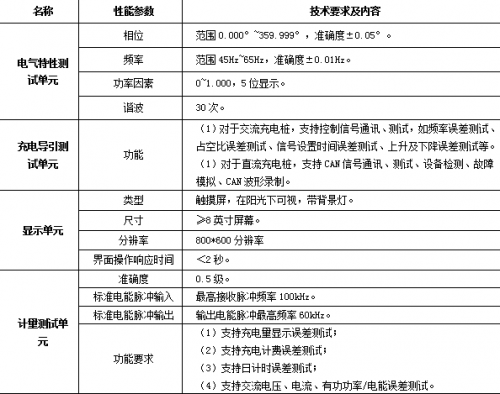 名称 性能参数 技术要求及内容
电气特性测试单元
相位 范围 0.000°~359.999°，准确度±0.05°。
频率 范围 45Hz~65Hz，准确度±0.01Hz。
功率因素 0~1.000，5 位显示。
谐波 30 次。
充电导引测试单元
功能
（1）对于交流充电桩，支持控制信号通讯、测试，如频率误差测试、
占空比误差测试、信号设置时间误差测试、上升及下降误差测试等。
（1）对于直流充电桩，支持 CAN 信号通讯、测试、设备检测、故障
模拟、CAN 波形录制。
显示单元
类型 触摸屏，在阳光下可视，带背景灯。
尺寸 ≥8 英寸屏幕。
分辨率 800*600 分辨率
界面操作响应时间 ＜2 秒。
计量测试单元
准确度 0.5 级。
标准电能脉冲输入 最高接收脉冲频率 100kHz。
标准电能脉冲输出 输出电能脉冲最高频率 60kHz。
功能要求
（1）支持充电量显示误差测试；
（2）支持充电计费误差测试；
（3）支持日计时误差测试；
（4）支持交流电压、电流、有功功率/电能误差测试。